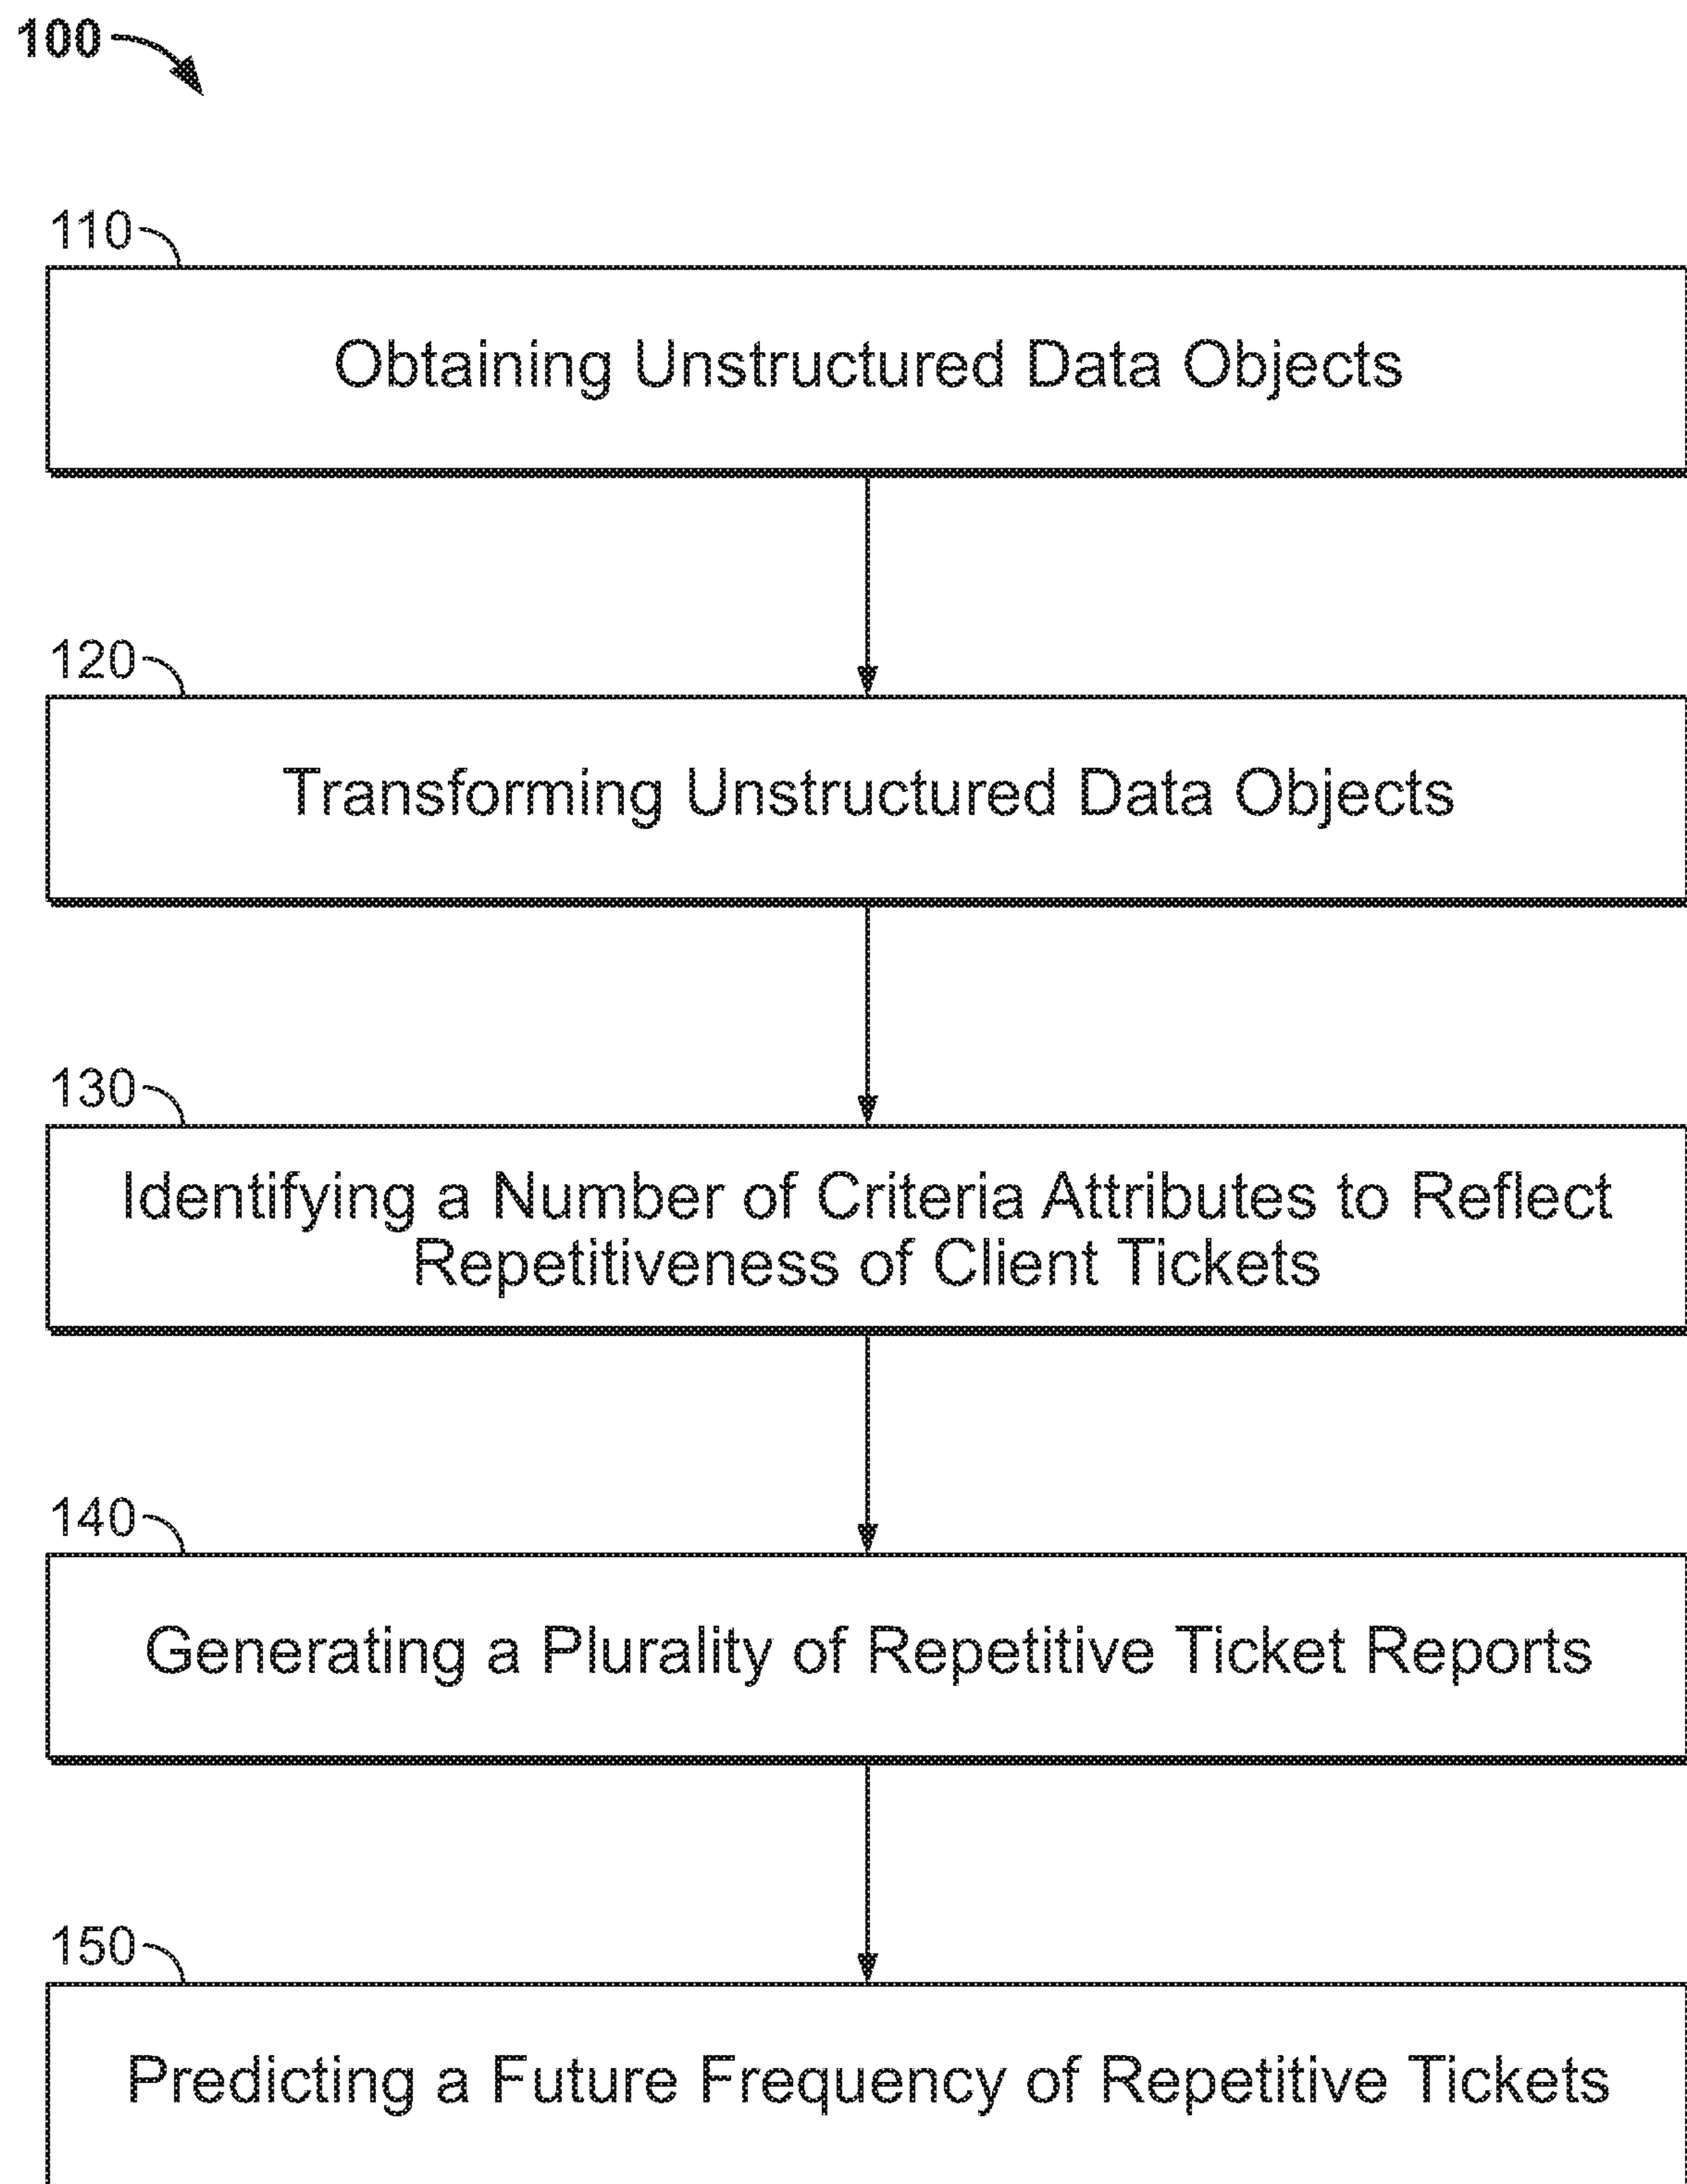 100
110
Obtaining Unstructured Data Objects
120
Transforming Unstructured Data Objects
130
Identifying a Number of Criteria Attributes to Reflect
Repetitiveness of Client Tickets
140
Generating a Plurality of Repetitive Ticket Reports
150
Predicting a Future Frequency of Repetitive Tickets